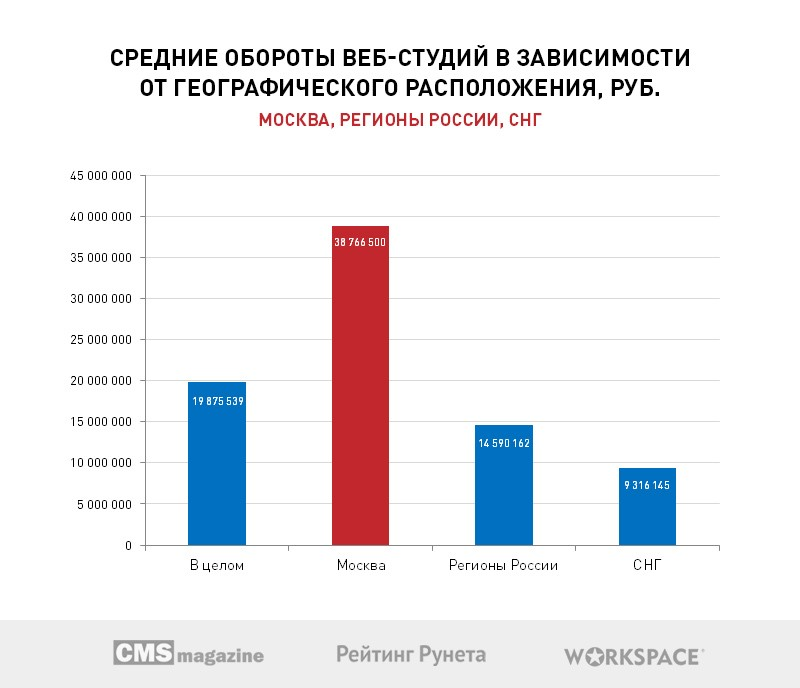 СРЕДНИЕ ОБОРОТЫ ВЕБ-СТУДИЙ В ЗАВИСИМОСТИ
ОТ ГЕОГРАФИЧЕСКОГО РАСПОЛОЖЕНИЯ, РУБ.
МОСКВА, РЕГИОНЫ РОССИИ, СНГ
45 000 000
40 000 000
35 000 000
30 000 000
25 000 000
20 000 000
15 000 000
10 000 000
5 000 000
0
19 875 539
38 766 500
14 590 162
9 316 145
В целом
Москва
Регионы России
СНГ
CMSmagazine
Рейтинг Рунета
WORKSPACE